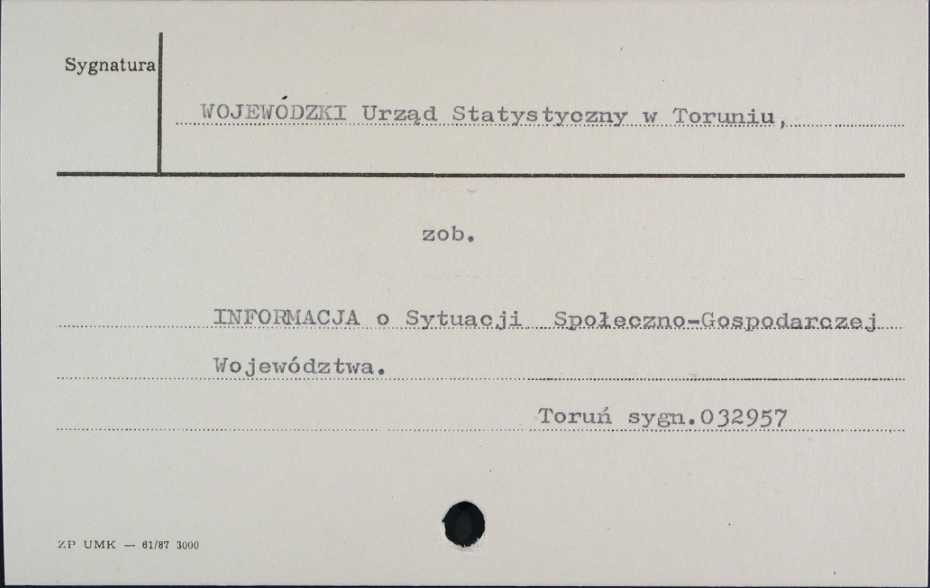 Sygnatura
WOJEWÓDZKI Urząd Statystyczny w Toruniu,
zob.
INFORMACJA o Sytuacji Społeczno-Gospodarczej
Województwa.
Toruń sygn.032957
ZP UMK — 61/87 3000